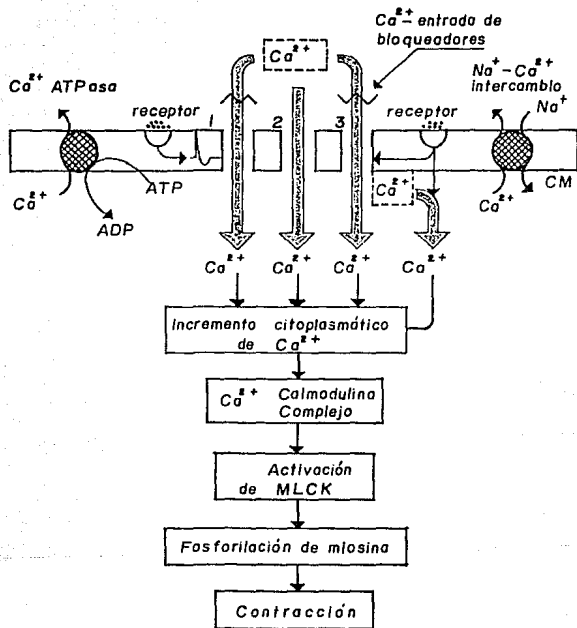 Ca²⁺
Ca²⁺– entrada de
bloqueadores
Ca²⁺ ATPasa
receptor
1
2
3
receptor
Na⁺–Ca²⁺
intercambio
Na⁺
Ca²⁺
ATP
ADP
Ca²⁺
Ca²⁺
CM
Ca²⁺
Ca²⁺
Ca²⁺
Ca²⁺
Incremento citoplasmático
de Ca²⁺
Ca²⁺ Calmodulina
Complejo
Activación
de MLCK
Fosforilación de miosina
Contracción